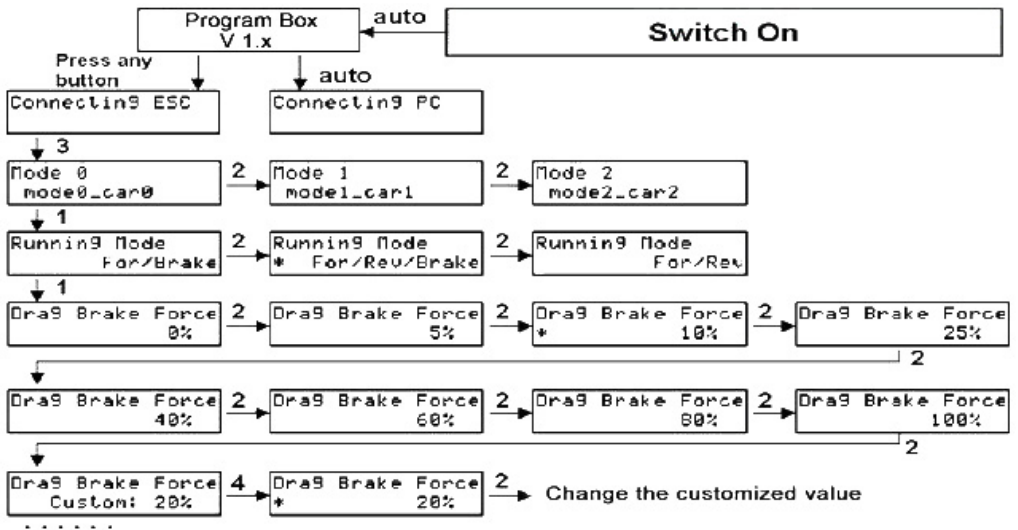 Program Box
V 1.x
auto
Switch On
Press any
button
auto
Connecting ESC
Connecting PC
3
Mode 0
mode0_car0
2
Mode 1
mode1_car1
2
Mode 2
mode2_car2
1
Running Mode
For/Brake
2
Running Mode
* For/Rev/Brake
2
Running Mode
For/Rev
1
Drag Brake Force
0%
2
Drag Brake Force
5%
2
Drag Brake Force
* 10%
2
Drag Brake Force
25%
2
Drag Brake Force
40%
2
Drag Brake Force
60%
2
Drag Brake Force
80%
2
Drag Brake Force
100%
2
Drag Brake Force
Custom: 20%
4
Drag Brake Force
* 20%
2
Change the customized value
. . . . . .